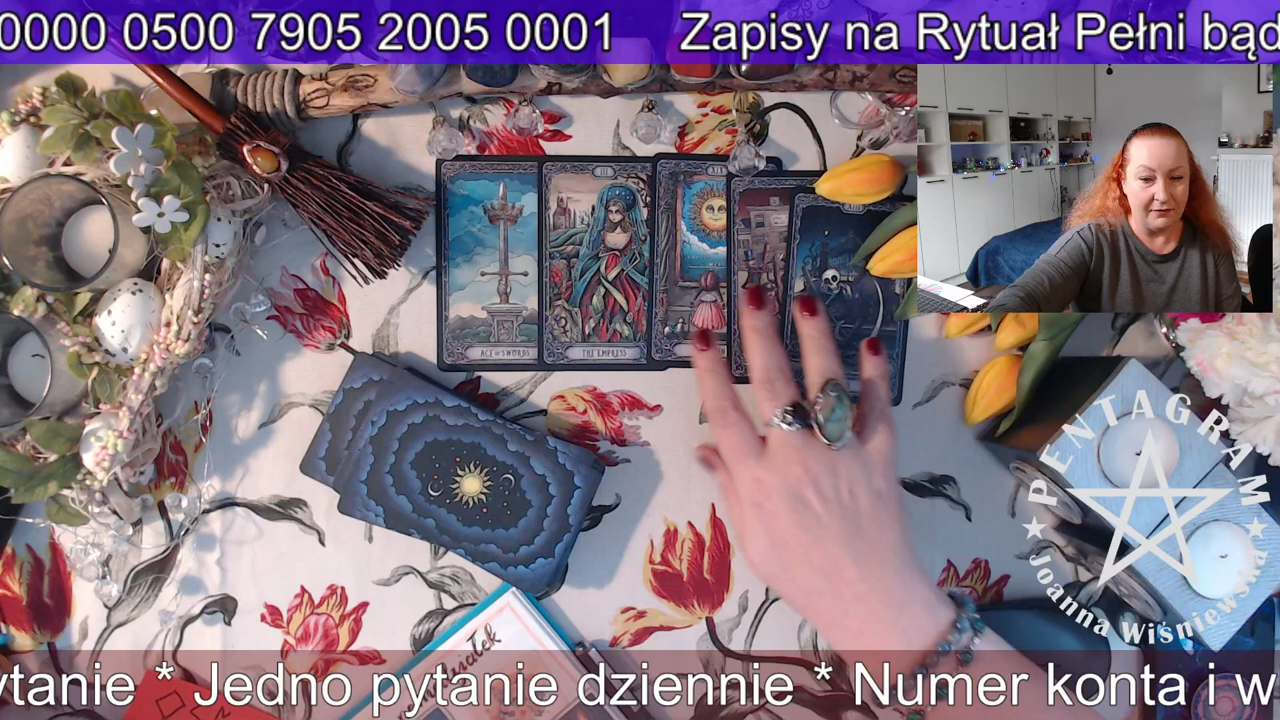 0000 0500 7905 2005 0001 Zapisy na Rytuał Pełni bąd
III
ACE OF SWORDS
THE EMPRESS
PENTAGRAM
Joanna Wiśniewska
ytanie * Jedno pytanie dziennie * Numer konta i w